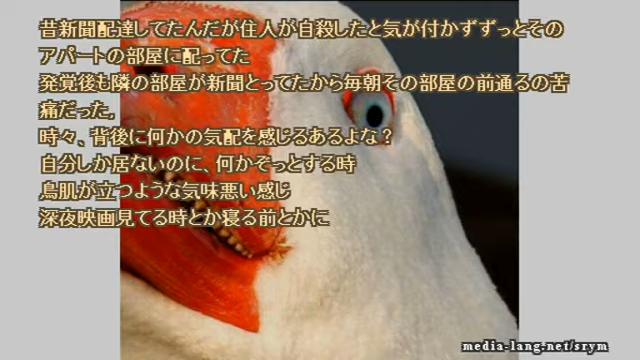 昔新聞配達してたんだが住人が自殺したと気が付かずずっとその
アパートの部屋に配ってた
発覚後も隣の部屋が新聞とってたから毎朝その部屋の前通るの苦
痛だった。
時々、背後に何かの気配を感じるあるよな？
自分しか居ないのに、何かぞっとする時
鳥肌が立つような気味悪い感じ
深夜映画見てる時とか寝る前とかに
media-lang.net/srym